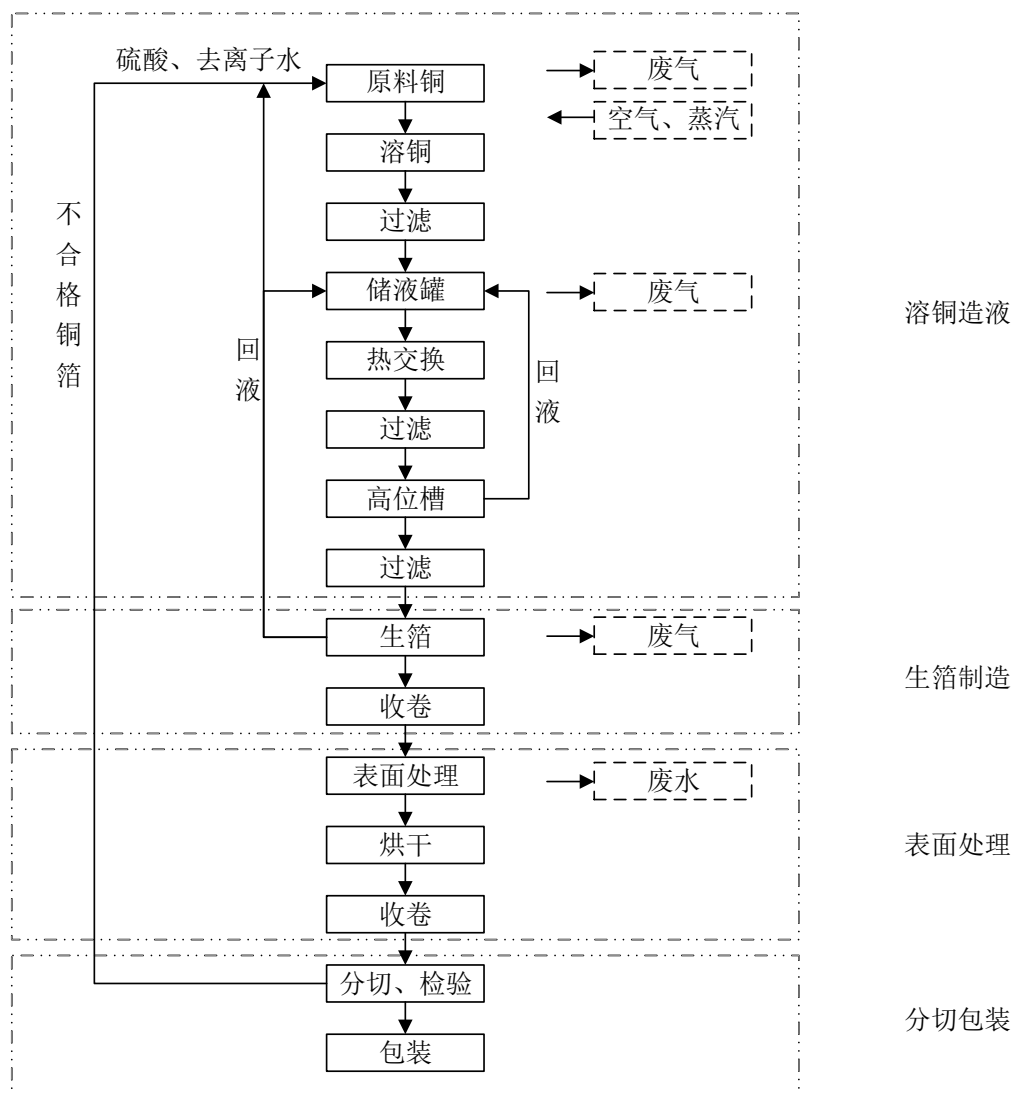 硫酸、去离子水
原料铜
废气
空气、蒸汽
溶铜
过滤
不合格铜箔
储液罐
废气
溶铜造液
回液
热交换
回液
过滤
高位槽
过滤
生箔
废气
生箔制造
收卷
表面处理
废水
烘干
表面处理
收卷
分切、检验
分切包装
包装